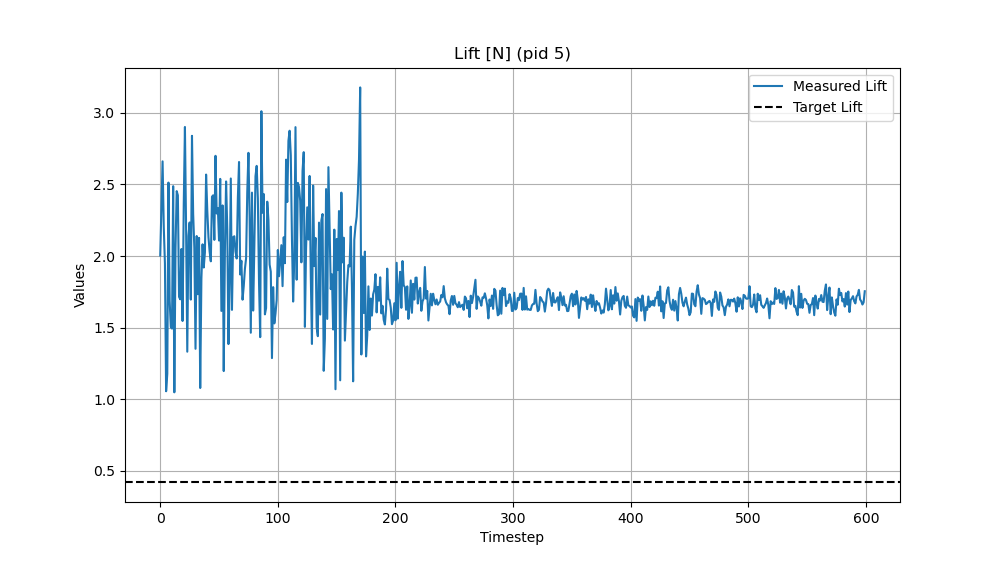 Lift [N] (pid 5)
Measured Lift
Target Lift
3.0
2.5
2.0
1.5
1.0
0.5
Values
0 100 200 300 400 500 600
Timestep